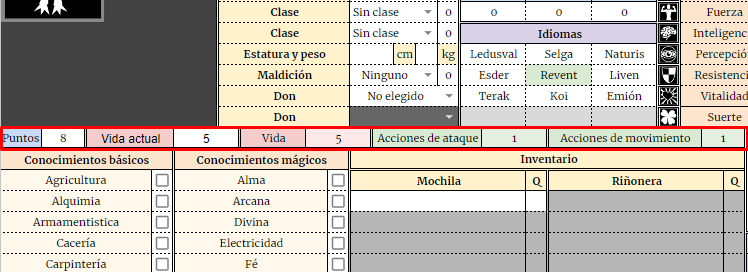 Clase Sin clase 0 0 0 0 Fuerza
Clase Sin clase 0 Idiomas Inteligenc
Estatura y peso cm kg Ledusval Selga Naturis Percepció
Maldición Ninguno 0 Esder Revent Liven Resistenci
Don No elegido Terak Koi Emión Vitalidad
Don Suerte
Puntos 8 Vida actual 5 Vida 5 Acciones de ataque 1 Acciones de movimiento 1
Conocimientos básicos Conocimientos mágicos Inventario
Agricultura Alma Mochila Q Riñonera Q
Alquimia Arcana
Armamentistica Divina
Cacería Electricidad
Carpintería Fé